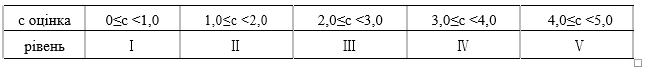 с оцінка 0≤с <1,0 1,0≤с <2,0 2,0≤с <3,0 3,0≤с <4,0 4,0≤с <5,0
рівень Ⅰ Ⅱ Ⅲ Ⅳ Ⅴ